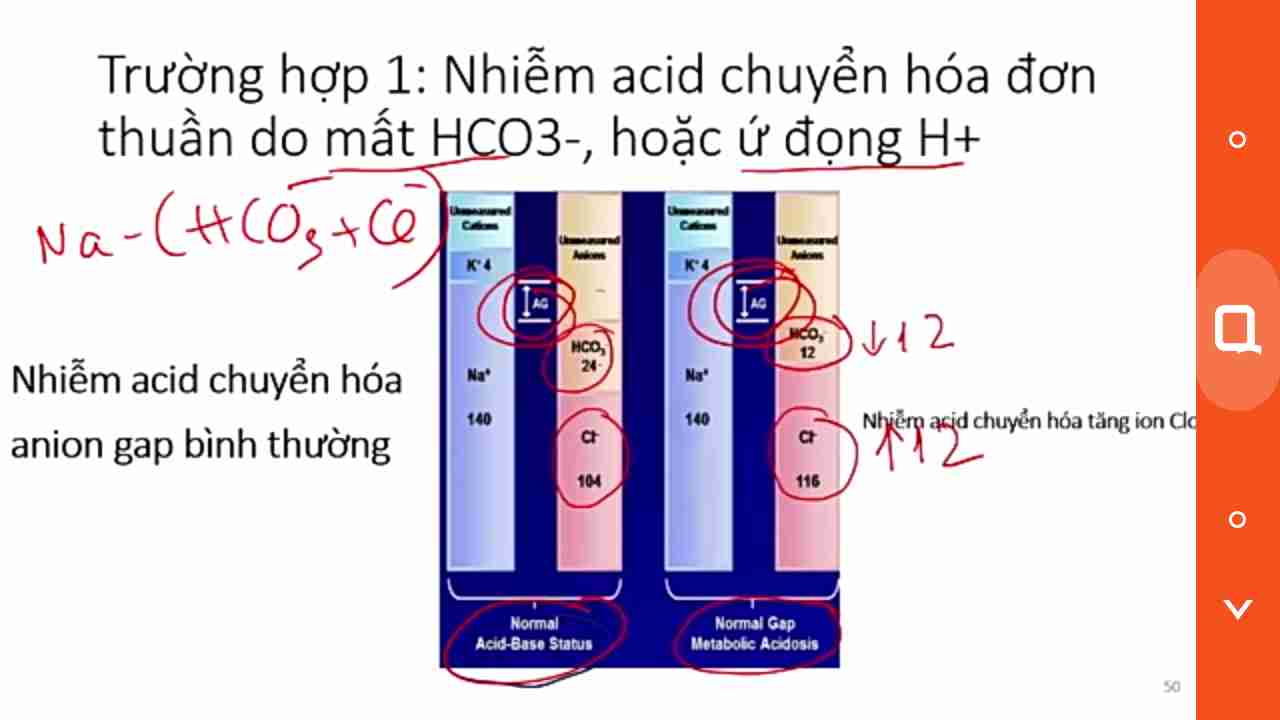 Trường hợp 1: Nhiễm acid chuyển hóa đơn
thuần do mất HCO3-, hoặc ứ đọng H+
Na - (HCO3- + Cl-)
Nhiễm acid chuyển hóa
anion gap bình thường
Unmeasured
Cations
K+ 4
Na+
140
AG
Unmeasured
Anions
HCO3-
24
Cl-
104
Normal
Acid-Base Status
Unmeasured
Cations
K+ 4
Na+
140
AG
Unmeasured
Anions
HCO3-
12
Cl-
116
Normal Gap
Metabolic Acidosis
↓12
Nhiễm acid chuyển hóa tăng ion Clo
↑12
50